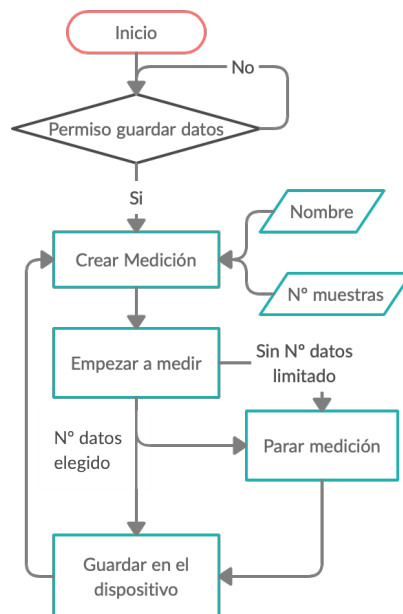 Inicio
No
Permiso guardar datos
Si
Nombre
Crear Medición
Nº muestras
Empezar a medir
Sin Nº datos
limitado
Nº datos
elegido
Parar medición
Guardar en el
dispositivo